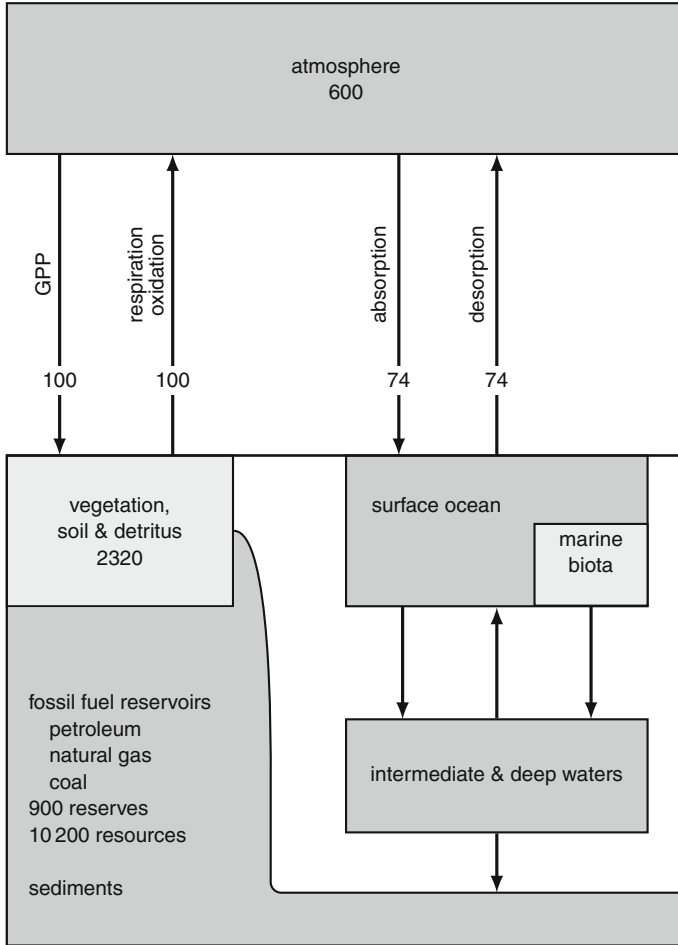 atmosphere
600
GPP
respiration
oxidation
absorption
desorption
100
100
74
74
vegetation,
soil & detritus
2320
surface ocean
marine
biota
fossil fuel reservoirs
petroleum
natural gas
coal
900 reserves
10 200 resources
sediments
intermediate & deep waters